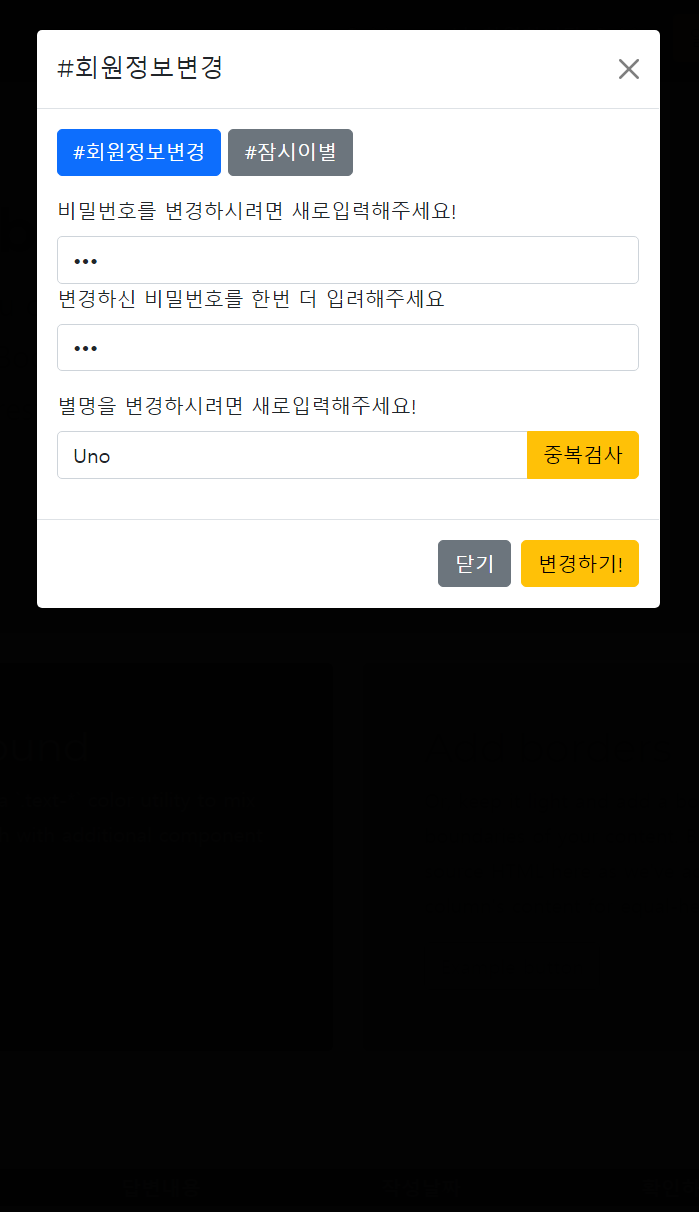 #회원정보변경
#회원정보변경 #잠시이별
비밀번호를 변경하시려면 새로입력해주세요!
•••
변경하신 비밀번호를 한번 더 입려해주세요
•••
별명을 변경하시려면 새로입력해주세요!
Uno 중복검사
닫기 변경하기!